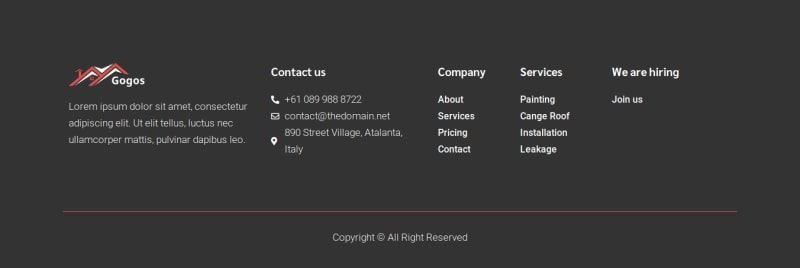 Gogos
Lorem ipsum dolor sit amet, consectetur
adipiscing elit. Ut elit tellus, luctus nec
ullamcorper mattis, pulvinar dapibus leo.
Contact us
+61 089 988 8722
contact@thedomain.net
890 Street Village, Atalanta,
Italy
Company
About
Services
Pricing
Contact
Services
Painting
Cange Roof
Installation
Leakage
We are hiring
Join us
Copyright © All Right Reserved